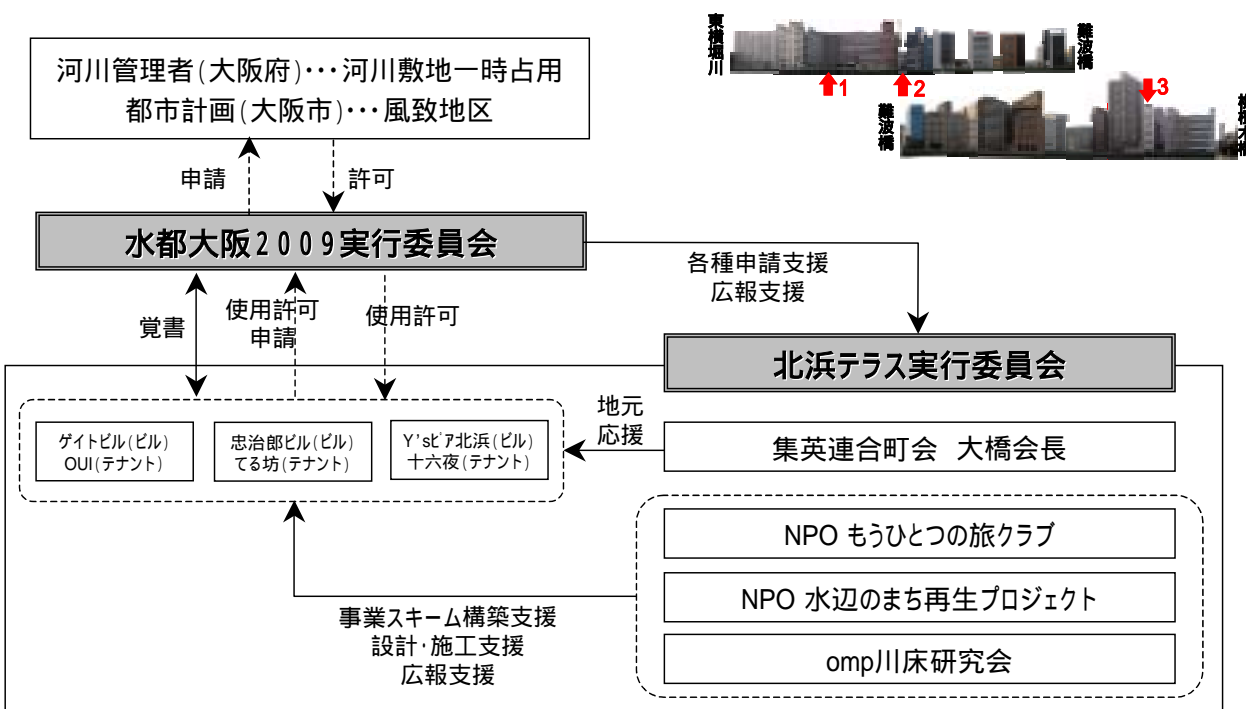 東横堀川
難波橋
1
2
3
難波橋
河川管理者(大阪府)･･･河川敷地一時占用
都市計画(大阪市)･･･風致地区
申請
許可
水都大阪2009実行委員会
各種申請支援
広報支援
覚書
使用許可
申請
使用許可
北浜テラス実行委員会
地元
応援
ゲイトビル(ビル)
OUI(テナント)
忠治郎ビル(ビル)
てる坊(テナント)
Y'sピア北浜(ビル)
十六夜(テナント)
集英連合町会 大橋会長
NPO もうひとつの旅クラブ
NPO 水辺のまち再生プロジェクト
omp川床研究会
事業スキーム構築支援
設計･施工支援
広報支援